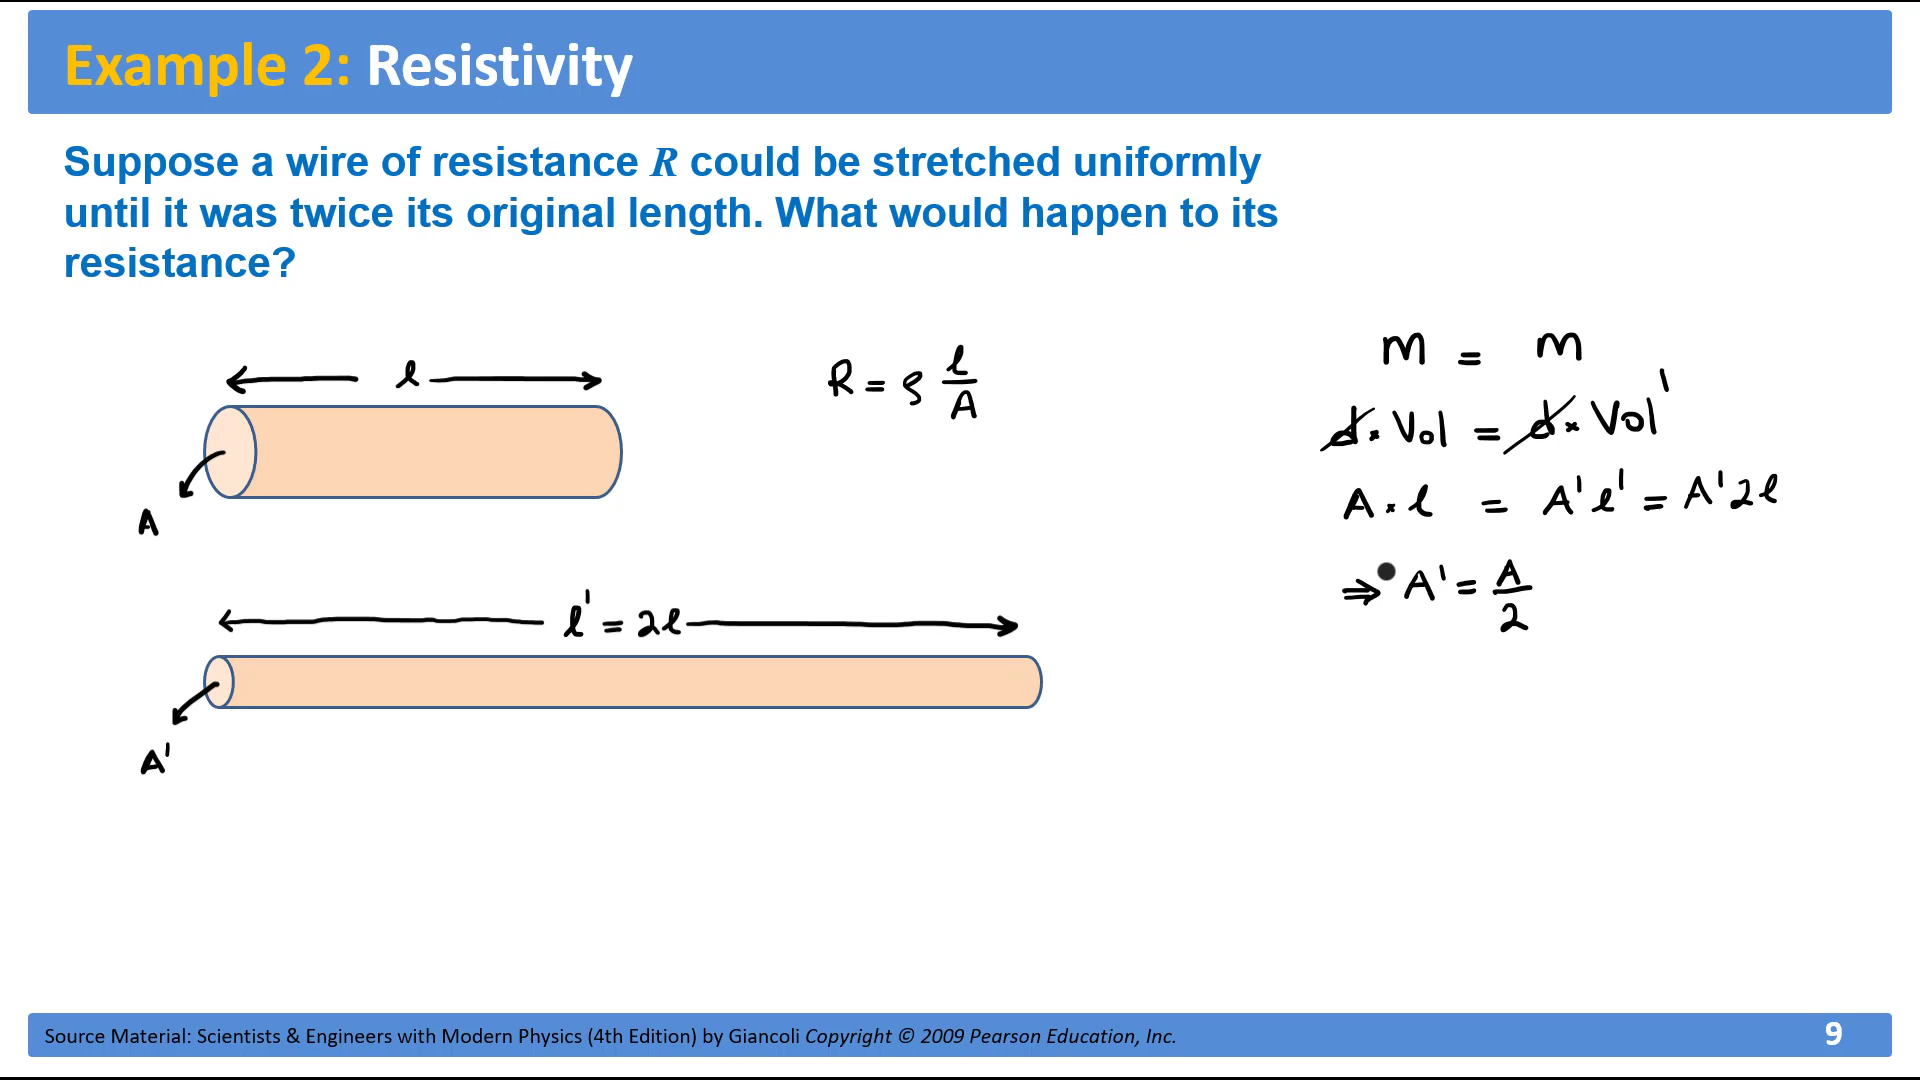 Example 2: Resistivity
Suppose a wire of resistance R could be stretched uniformly
until it was twice its original length. What would happen to its
resistance?
l
A
R = ρ l/A
l' = 2l
A'
m = m
d · Vol = d · Vol'
A · l = A' l' = A' 2l
⇒ A' = A/2
Source Material: Scientists & Engineers with Modern Physics (4th Edition) by Giancoli Copyright © 2009 Pearson Education, Inc.
9